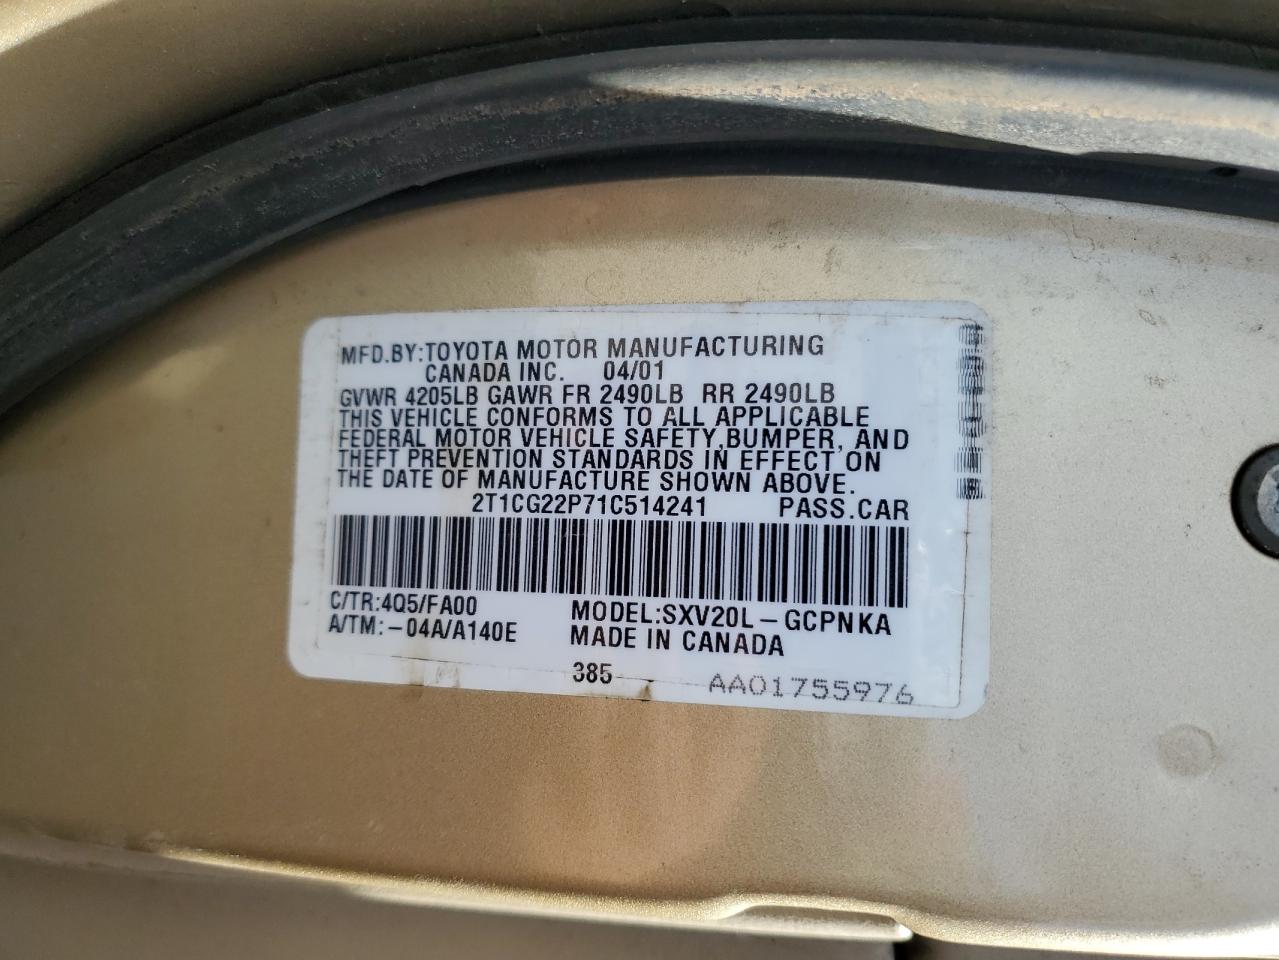 MFD.BY:TOYOTA MOTOR MANUFACTURING
CANADA INC. 04/01
GVWR 4205LB GAWR FR 2490LB RR 2490LB
THIS VEHICLE CONFORMS TO ALL APPLICABLE
FEDERAL MOTOR VEHICLE SAFETY,BUMPER, AND
THEFT PREVENTION STANDARDS IN EFFECT ON
THE DATE OF MANUFACTURE SHOWN ABOVE.
2T1CG22P71C514241 PASS.CAR
C/TR:4Q5/FA00 MODEL:SXV20L-GCPNKA
A/TM:-04A/A140E MADE IN CANADA
385 AA01755976